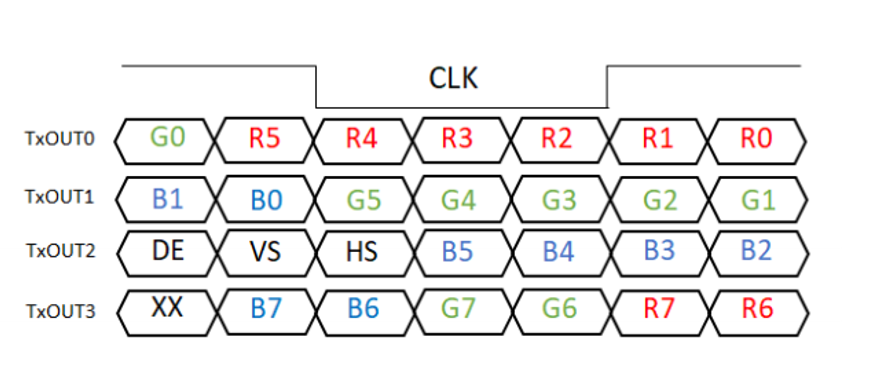 CLK
TxOUT0 G0 R5 R4 R3 R2 R1 R0
TxOUT1 B1 B0 G5 G4 G3 G2 G1
TxOUT2 DE VS HS B5 B4 B3 B2
TxOUT3 XX B7 B6 G7 G6 R7 R6